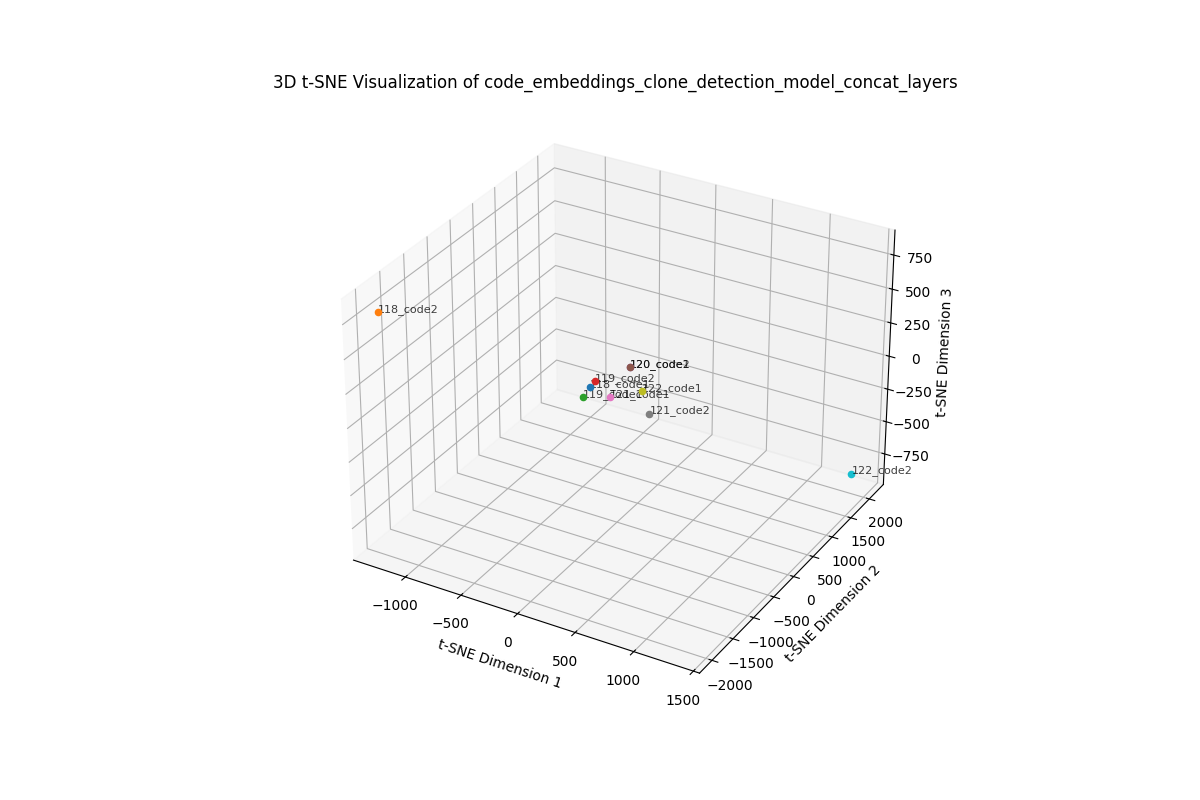 3D t-SNE Visualization of code_embeddings_clone_detection_model_concat_layers
118_code2
120_code2
119_code2
118_code1
122_code1
119_code1
121_code1
121_code2
122_code2
750
500
250
0
−250
−500
−750
t-SNE Dimension 3
2000
1500
1000
500
0
−500
−1000
−1500
−2000
t-SNE Dimension 2
−1000
−500
0
500
1000
1500
t-SNE Dimension 1